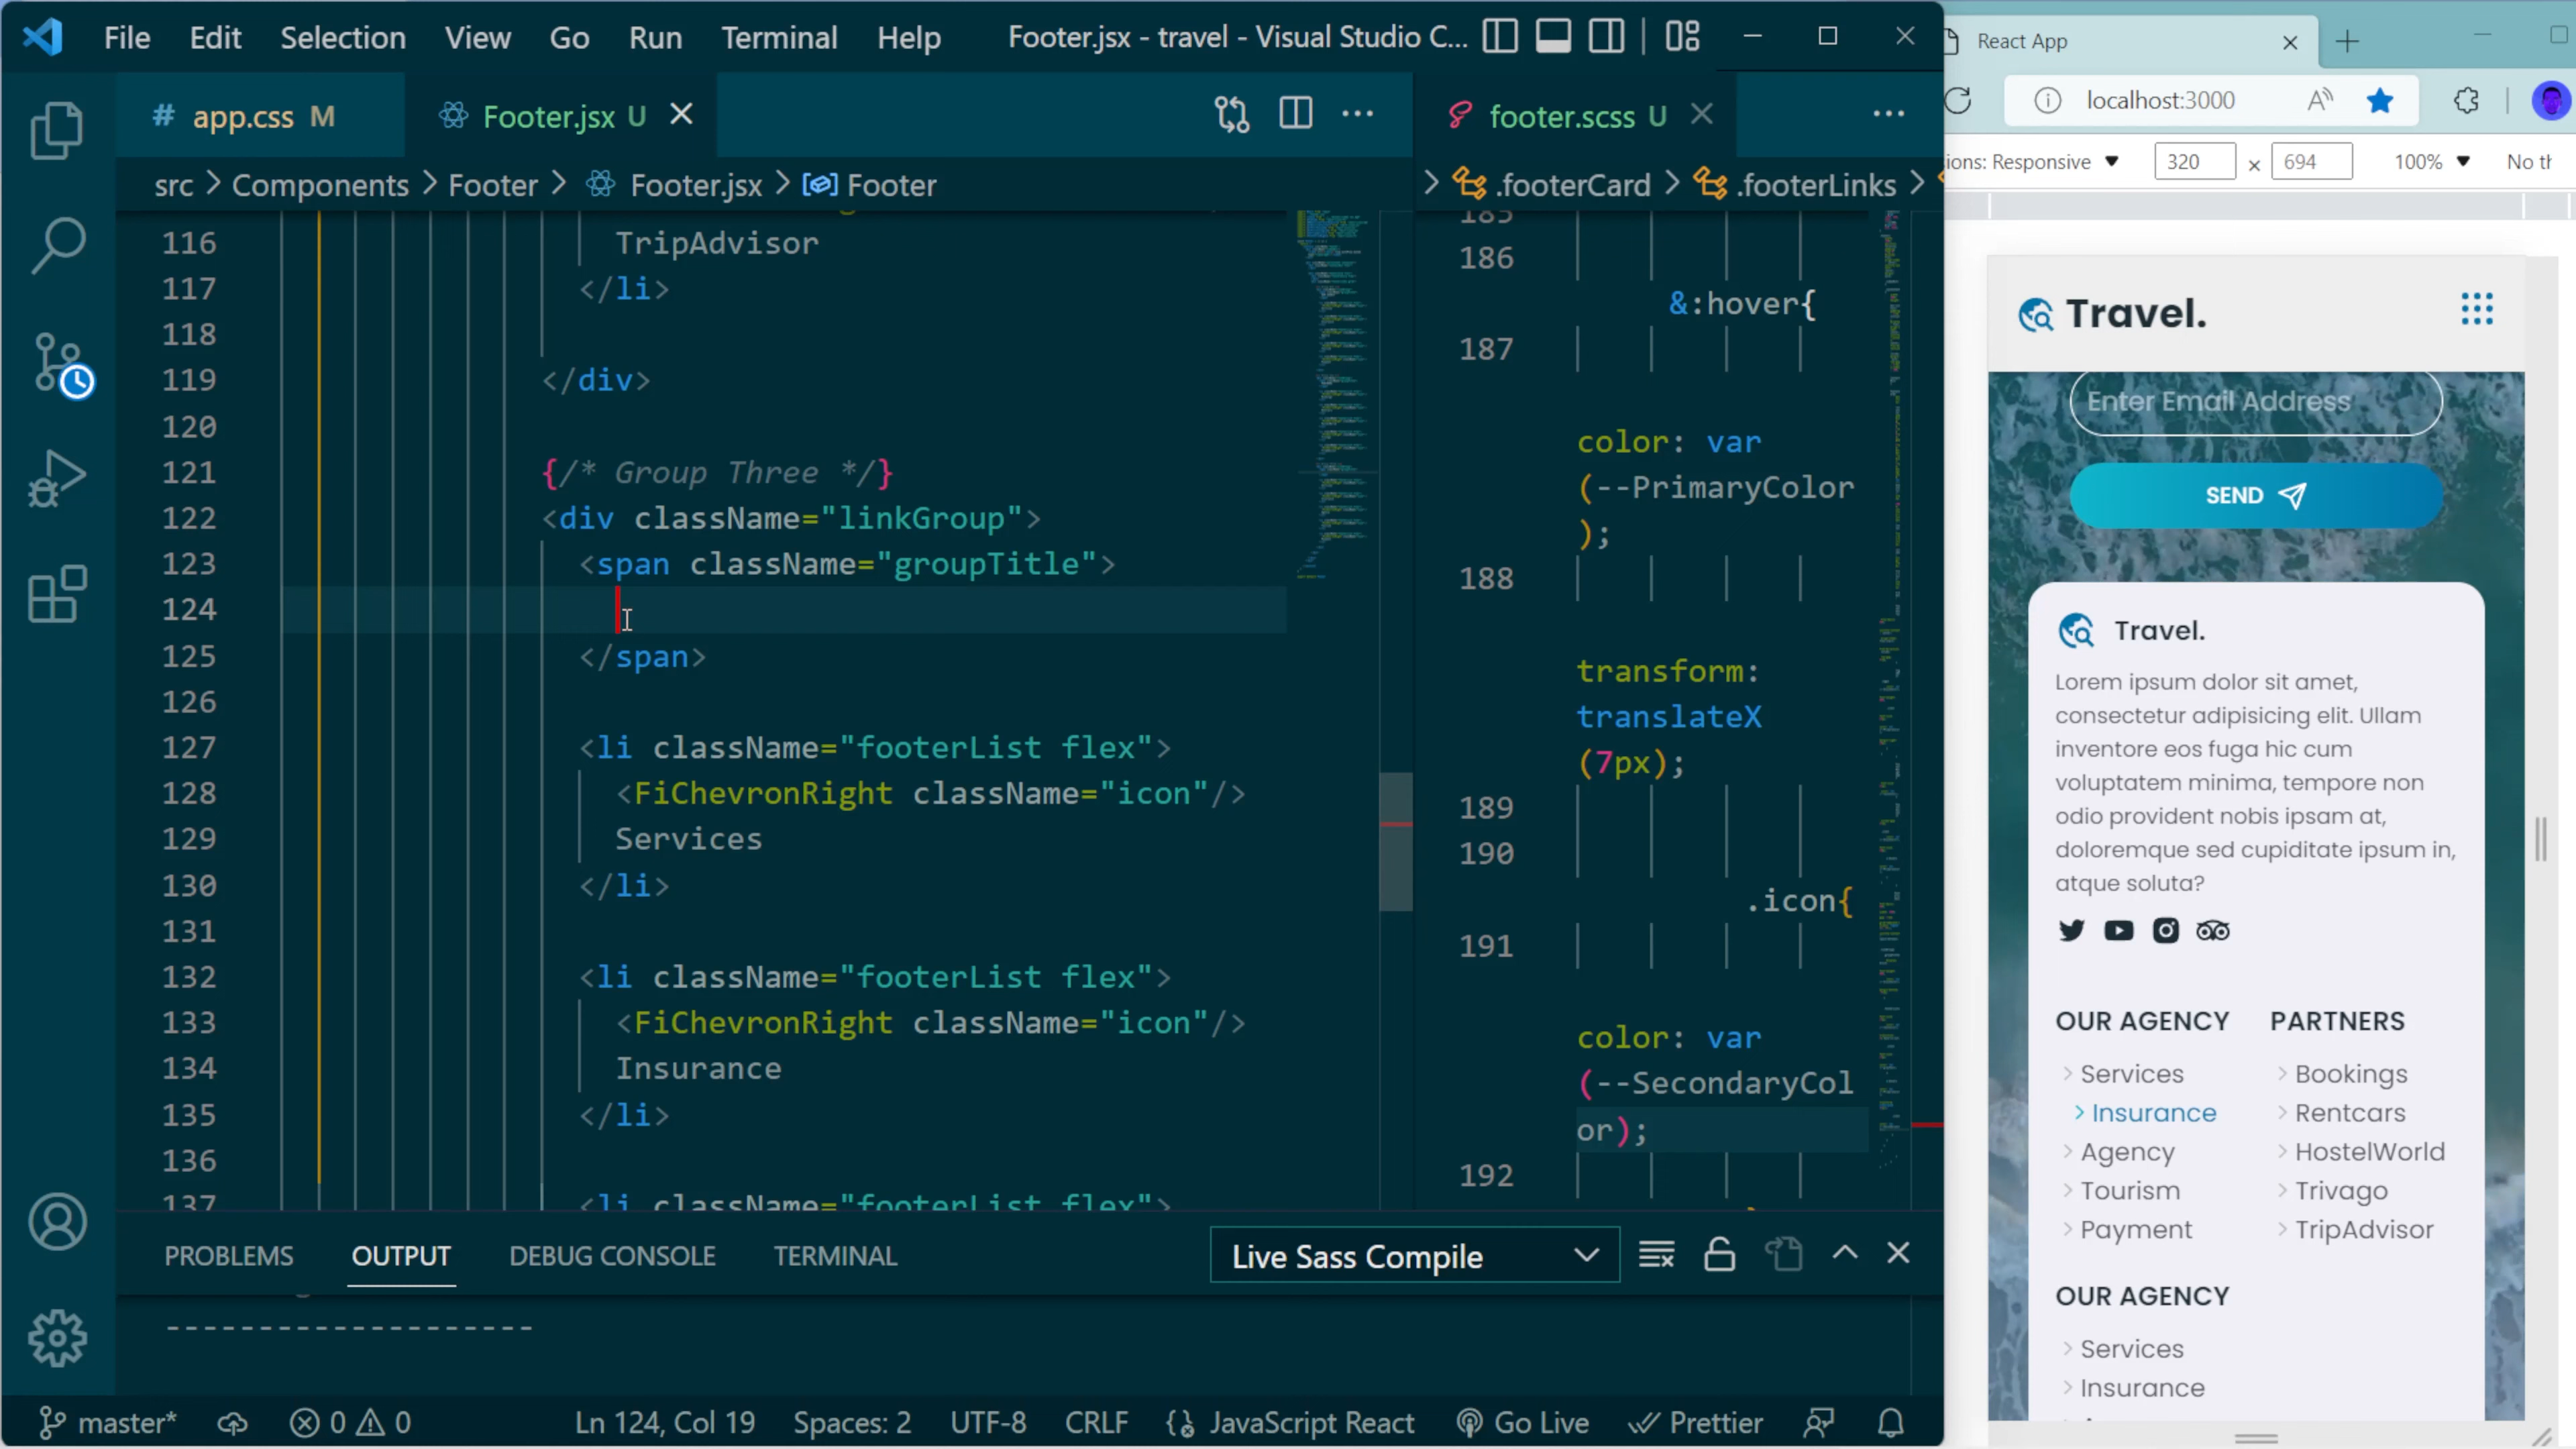 File Edit Selection View Go Run Terminal Help Footer.jsx - travel - Visual Studio C...
# app.css M
Footer.jsx U
src > Components > Footer > Footer.jsx > Footer
116 TripAdvisor
117 </li>
118
119 </div>
120
121 {/* Group Three */}
122 <div className="linkGroup">
123 <span className="groupTitle">
124
125 </span>
126
127 <li className="footerList flex">
128 <FiChevronRight className="icon"/>
129 Services
130 </li>
131
132 <li className="footerList flex">
133 <FiChevronRight className="icon"/>
134 Insurance
135 </li>
136
137 <li className="footerList flex">
footer.scss U
> .footerCard > .footerLinks >
185
186
&:hover{
187
color: var
(--PrimaryColor
);
188
transform:
translateX
(7px);
189
190
.icon{
191
color: var
(--SecondaryCol
or);
192
PROBLEMS OUTPUT DEBUG CONSOLE TERMINAL
Live Sass Compile
--------------------
master* 0 0 Ln 124, Col 19 Spaces: 2 UTF-8 CRLF JavaScript React Go Live Prettier
React App
localhost:3000
ions: Responsive 320 × 694 100% No th
Travel.
Enter Email Address
SEND
Travel.
Lorem ipsum dolor sit amet,
consectetur adipisicing elit. Ullam
inventore eos fuga hic cum
voluptatem minima, tempore non
odio provident nobis ipsam at,
doloremque sed cupiditate ipsum in,
atque soluta?
OUR AGENCY PARTNERS
Services Bookings
Insurance Rentcars
Agency HostelWorld
Tourism Trivago
Payment TripAdvisor
OUR AGENCY
Services
Insurance